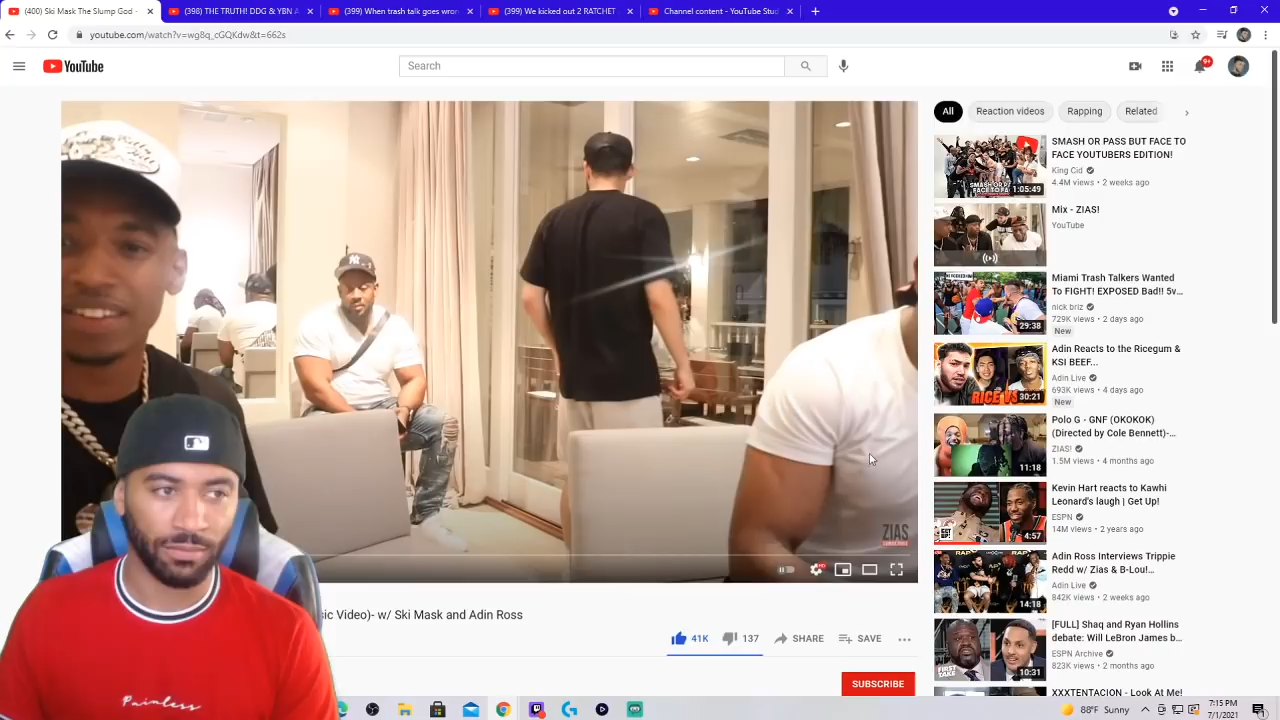 (400) Ski Mask The Slump God -
(398) THE TRUTH! DDG & YBN A
(399) When trash talk goes wro
(399) We kicked out 2 RATCHET
Channel content - YouTube Stud
youtube.com/watch?v=wg8q_cGQKdw&t=662s
YouTube
Search
9+
All
Reaction videos
Rapping
Related
SMASH OR PASS BUT FACE TO
FACE YOUTUBERS EDITION!
King Cid
4.4M views • 2 weeks ago
1:05:49
Mix - ZIAS!
YouTube
Miami Trash Talkers Wanted
To FIGHT! EXPOSED Bad!! 5v...
nick briz
729K views • 2 days ago
New
29:38
Adin Reacts to the Ricegum &
KSI BEEF...
Adin Live
693K views • 4 days ago
New
30:21
Polo G - GNF (OKOKOK)
(Directed by Cole Bennett)-...
ZIAS!
1.5M views • 4 months ago
11:18
Kevin Hart reacts to Kawhi
Leonard's laugh | Get Up!
ESPN
14M views • 2 years ago
4:57
Adin Ross Interviews Trippie
Redd w/ Zias & B-Lou!...
Adin Live
842K views • 2 weeks ago
14:18
[FULL] Shaq and Ryan Hollins
debate: Will LeBron James b...
ESPN Archive
823K views • 2 months ago
FIRST TAKE
10:31
XXXTENTACION - Look At Me!
ZIAS
HD
ic Video)- w/ Ski Mask and Adin Ross
41K
137
SHARE
SAVE
SUBSCRIBE
Painless
88°F Sunny
7:15 PM
7/1/2021